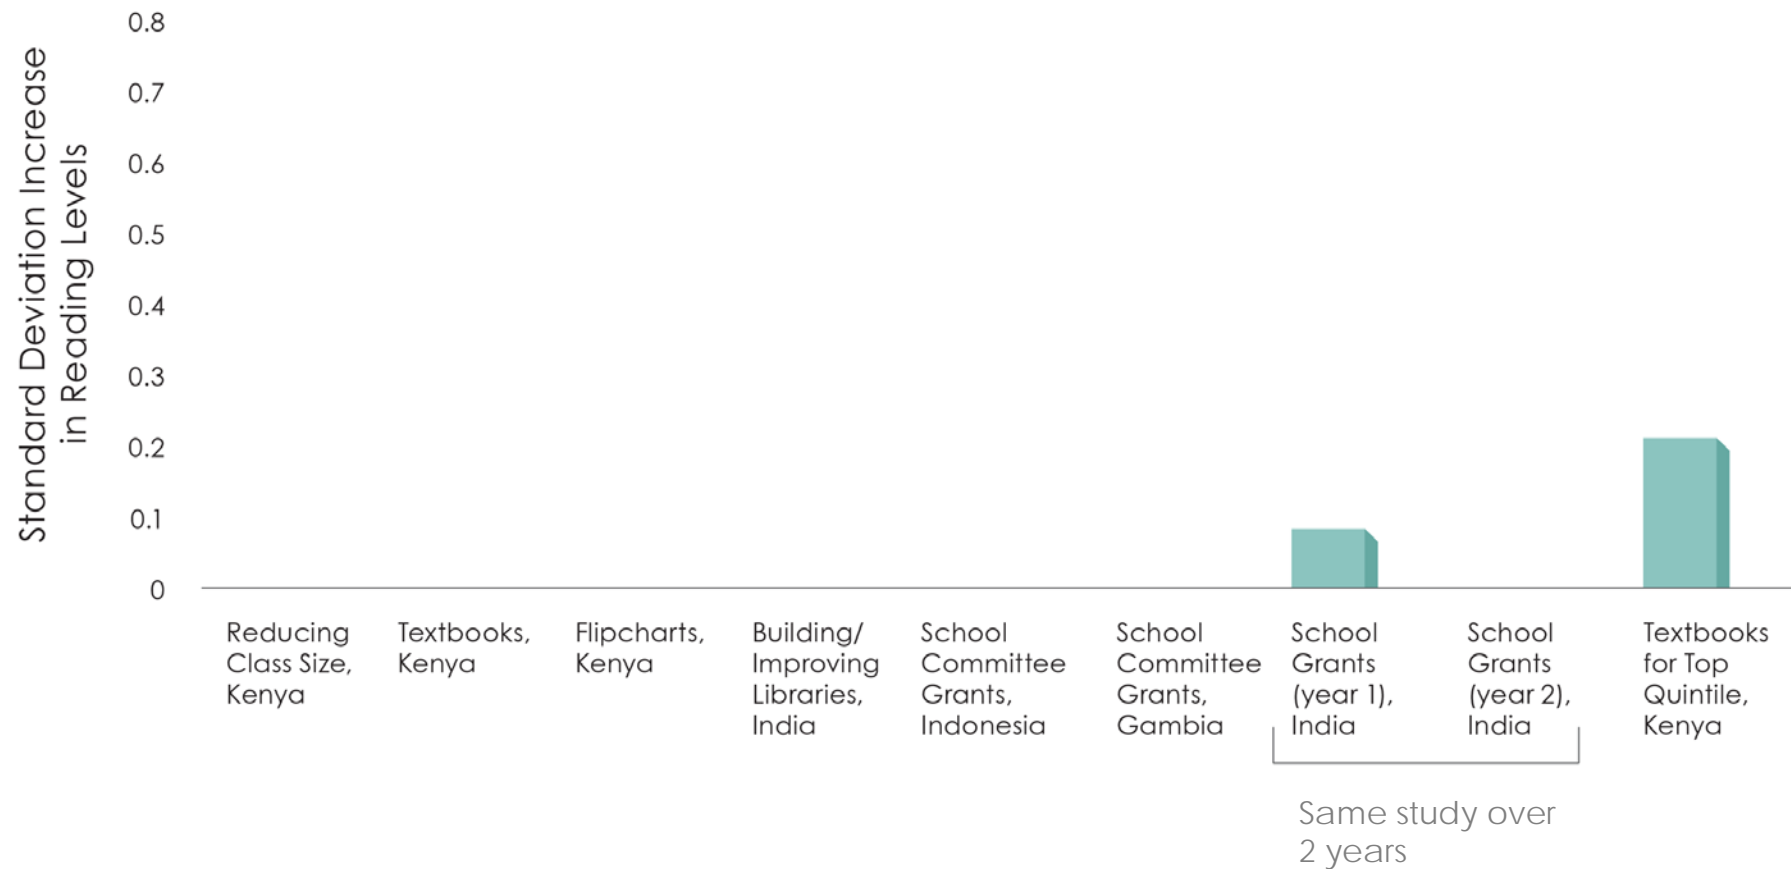 Standard Deviation Increase
in Reading Levels
0.8
0.7
0.6
0.5
0.4
0.3
0.2
0.1
0
Reducing
Class Size,
Kenya
Textbooks,
Kenya
Flipcharts,
Kenya
Building/
Improving
Libraries,
India
School
Committee
Grants,
Indonesia
School
Committee
Grants,
Gambia
School
Grants
(year 1),
India
School
Grants
(year 2),
India
Textbooks
for Top
Quintile,
Kenya
Same study over
2 years